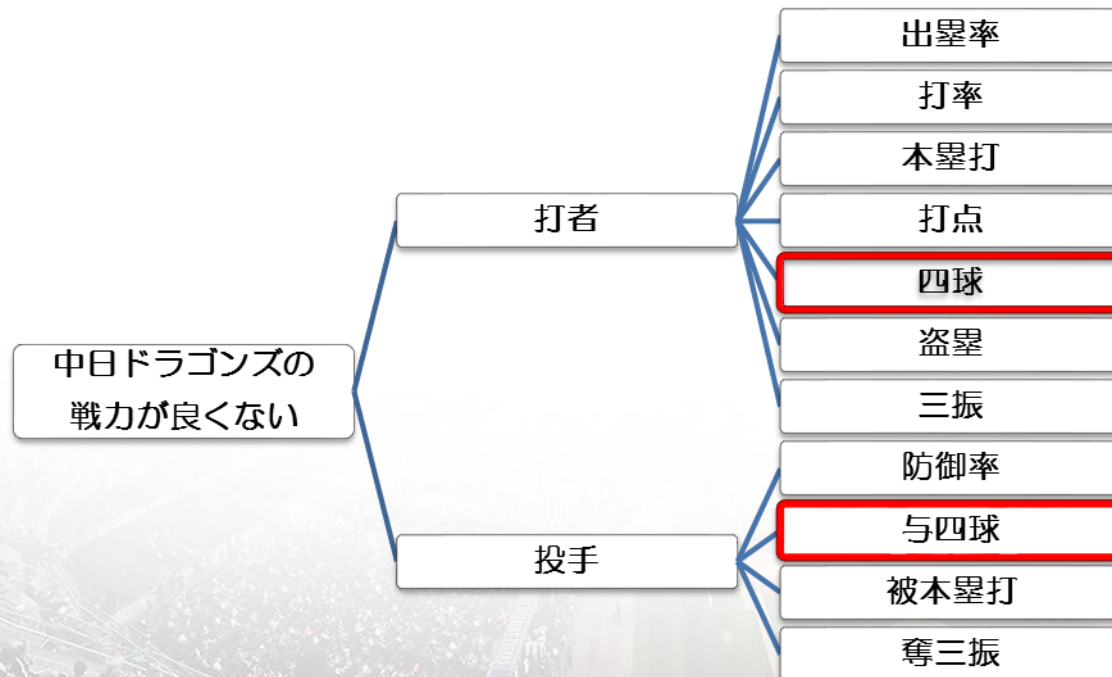 出塁率
打率
本塁打
打者
打点
四球
盗塁
中日ドラゴンズの
戦力が良くない
三振
防御率
与四球
投手
被本塁打
奪三振